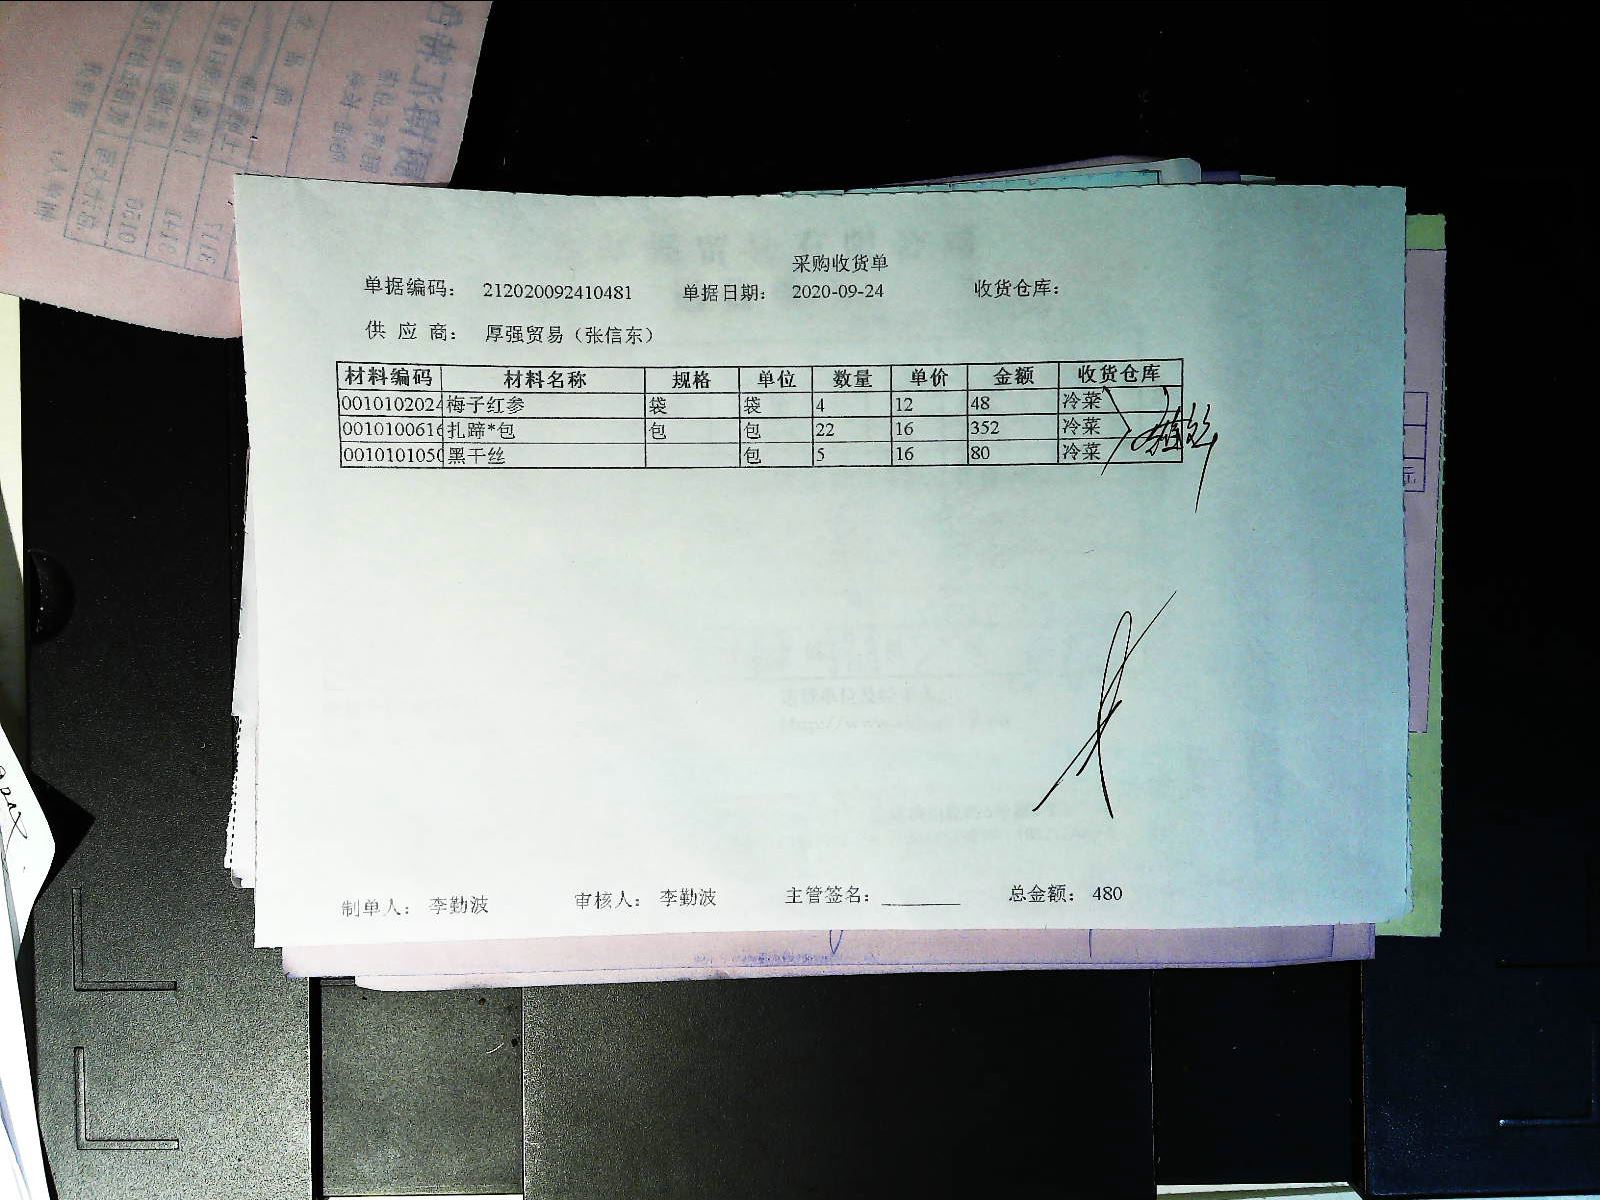 采购收货单
单据编码: 212020092410481 单据日期: 2020-09-24 收货仓库:
供 应 商: 厚强贸易（张信东）
材料编码 材料名称 规格 单位 数量 单价 金额 收货仓库
0010102024 梅子红参 袋 袋 4 12 48 冷菜
0010100616 扎蹄*包 包 包 22 16 352 冷菜
0010101050 黑干丝 包 5 16 80 冷菜
制单人: 李勤波 审核人: 李勤波 主管签名: 总金额: 480